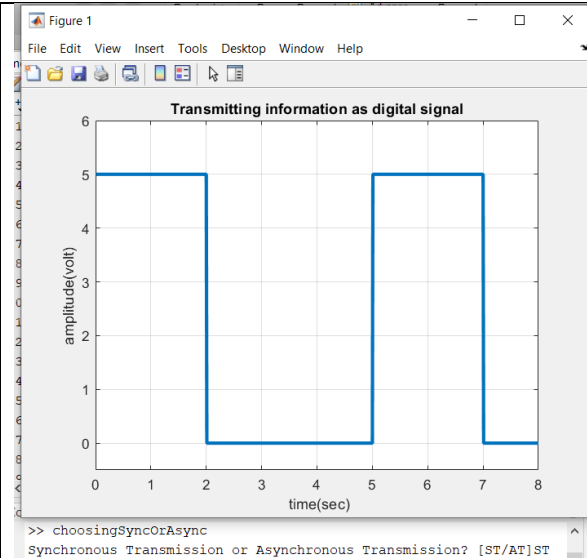 Figure 1
File Edit View Insert Tools Desktop Window Help
Transmitting information as digital signal
6
5
4
3
2
1
0
amplitude(volt)
0 1 2 3 4 5 6 7 8
time(sec)
>> choosingSyncOrAsync
Synchronous Transmission or Asynchronous Transmission? [ST/AT]ST